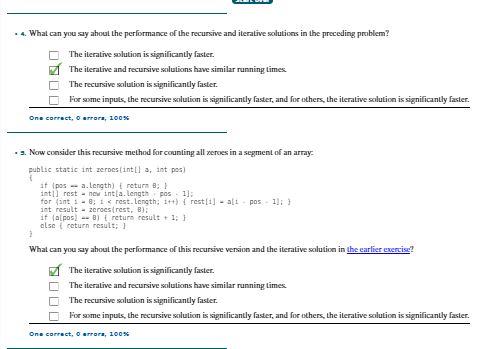 Start over
4. What can you say about the performance of the recursive and iterative solutions in the preceding problem?
The iterative solution is significantly faster.
The iterative and recursive solutions have similar running times.
The recursive solution is significantly faster.
For some inputs, the recursive solution is significantly faster, and for others, the iterative solution is significantly faster.
One correct, 0 errors, 100%
5. Now consider this recursive method for counting all zeroes in a segment of an array:
public static int zeroes(int[] a, int pos)
{
if (pos == a.length) { return 0; }
int[] rest = new int[a.length - pos - 1];
for (int i = 0; i < rest.length; i++) { rest[i] = a[i - pos - 1]; }
int result = zeroes(rest, 0);
if (a[pos] == 0) { return result + 1; }
else { return result; }
}
What can you say about the performance of this recursive version and the iterative solution in the earlier exercise?
The iterative solution is significantly faster.
The iterative and recursive solutions have similar running times.
The recursive solution is significantly faster.
For some inputs, the recursive solution is significantly faster, and for others, the iterative solution is significantly faster.
One correct, 0 errors, 100%